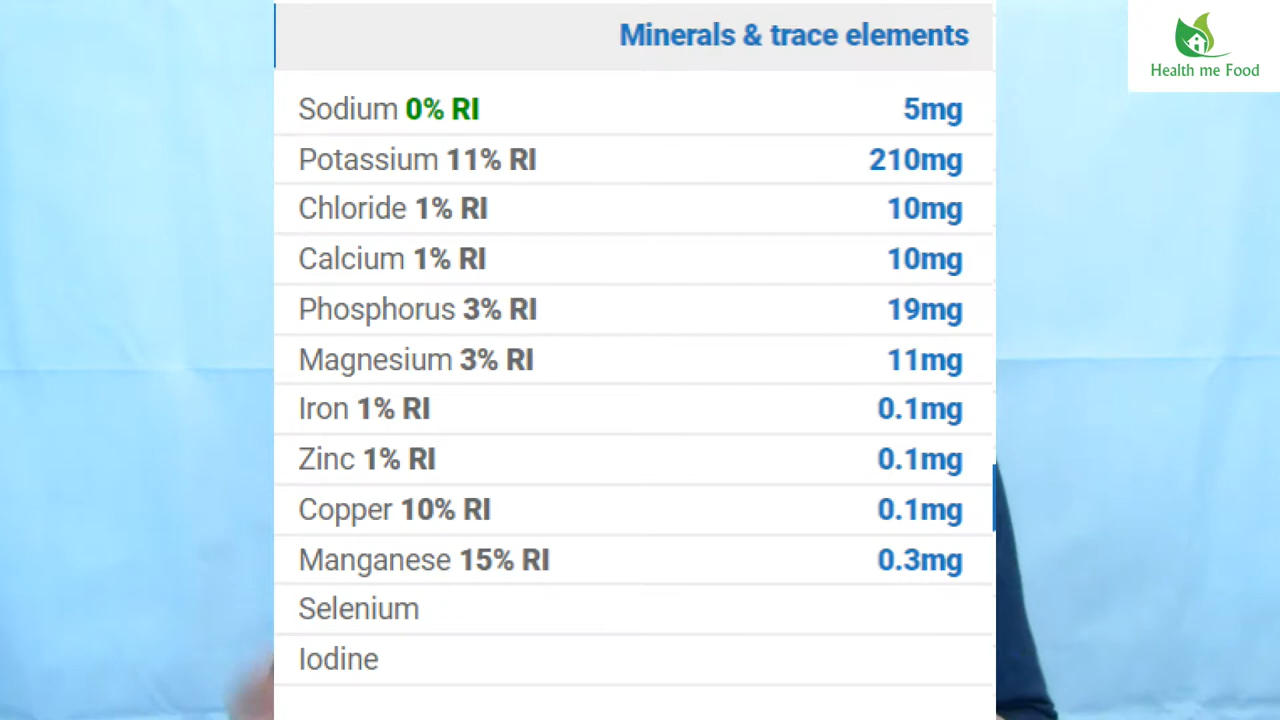 Minerals & trace elements
Health me Food
Sodium 0% RI 5mg
Potassium 11% RI 210mg
Chloride 1% RI 10mg
Calcium 1% RI 10mg
Phosphorus 3% RI 19mg
Magnesium 3% RI 11mg
Iron 1% RI 0.1mg
Zinc 1% RI 0.1mg
Copper 10% RI 0.1mg
Manganese 15% RI 0.3mg
Selenium
Iodine